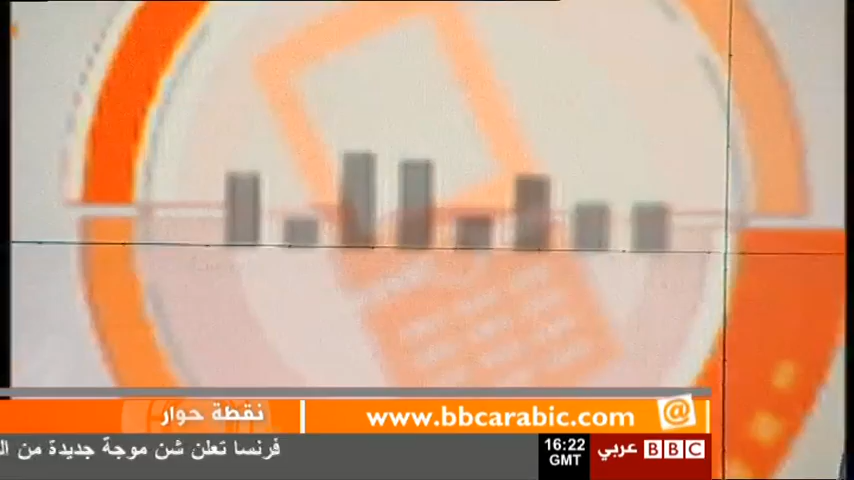 نقطة حوار
www.bbcarabic.com @
فرنسا تعلن شن موجة جديدة من
16:22
GMT
عربي BBC